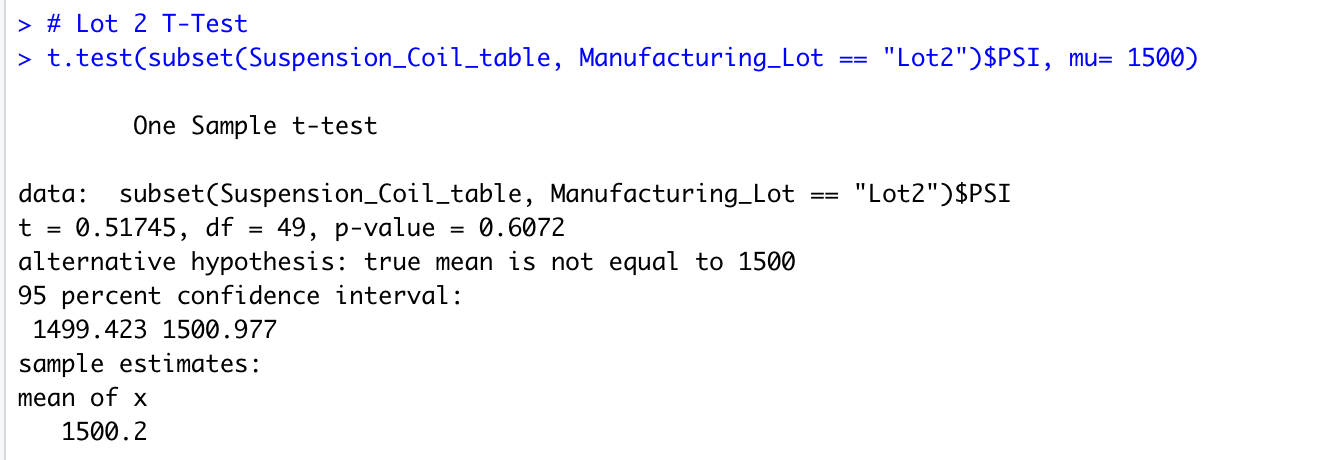 > # Lot 2 T-Test
> t.test(subset(Suspension_Coil_table, Manufacturing_Lot == "Lot2")$PSI, mu= 1500)
One Sample t-test
data:  subset(Suspension_Coil_table, Manufacturing_Lot == "Lot2")$PSI
t = 0.51745, df = 49, p-value = 0.6072
alternative hypothesis: true mean is not equal to 1500
95 percent confidence interval:
1499.423 1500.977
sample estimates:
mean of x
1500.2